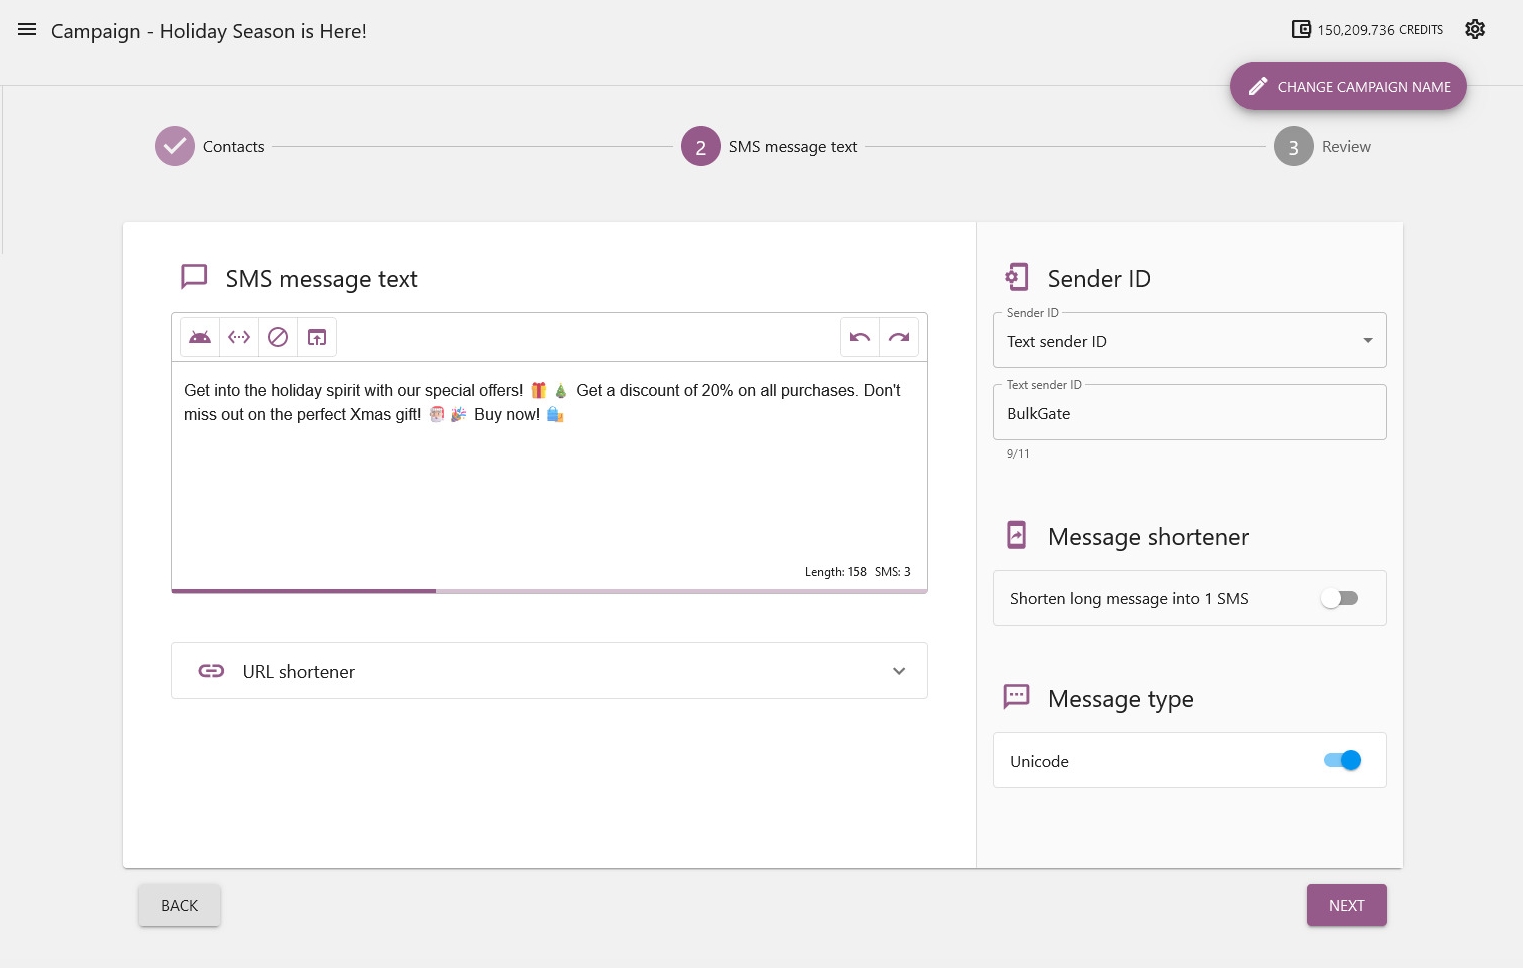 Campaign - Holiday Season is Here!
150,209.736 CREDITS
CHANGE CAMPAIGN NAME
Contacts
2 SMS message text
3 Review
SMS message text
Get into the holiday spirit with our special offers! 🎁 🎄 Get a discount of 20% on all purchases. Don't
miss out on the perfect Xmas gift! 🎅 🎉 Buy now! 🛍️
Length: 158 SMS: 3
URL shortener
Sender ID
Sender ID
Text sender ID
Text sender ID
BulkGate
9/11
Message shortener
Shorten long message into 1 SMS
Message type
Unicode
BACK
NEXT